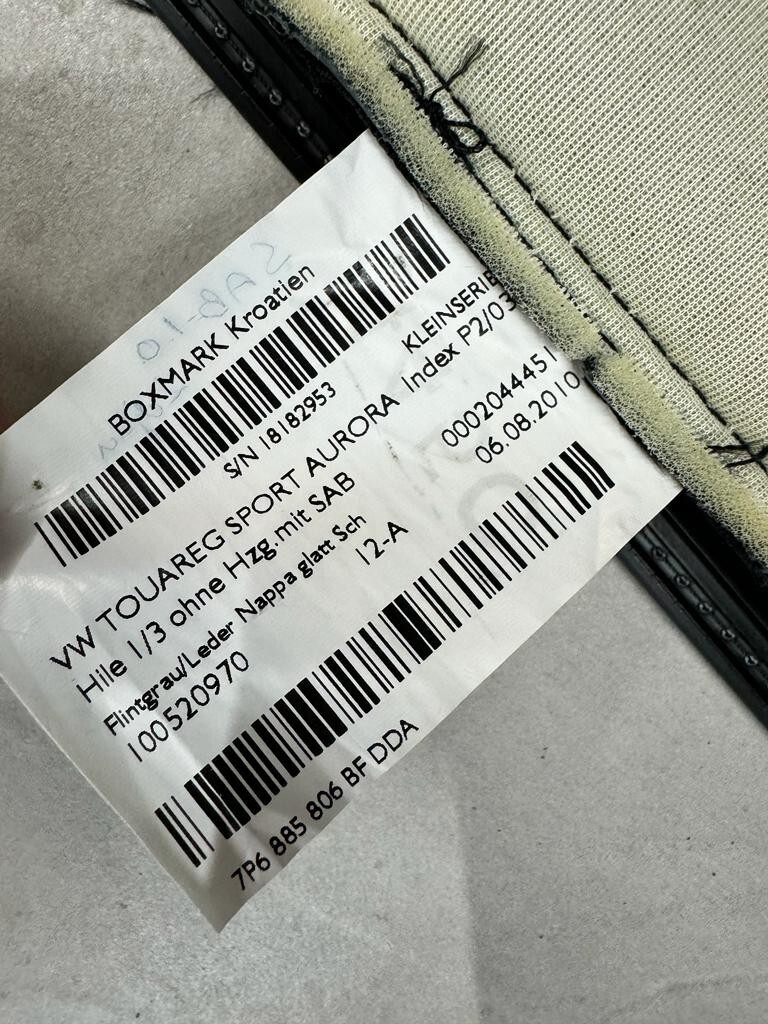 BOXMARK Kroatien
S/N 18182953
KLEINSERIE
VW TOUAREG SPORT AURORA Index P2/03
Hile 1/3 ohne Hzg.mit SAB
0002044451
Flintgrau/Leder Nappa glatt Sch
06.08.2010
100520970
12-A
7P6 885 806 BF DDA